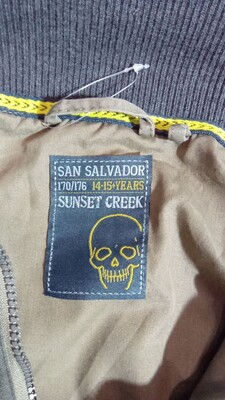 SAN SALVADOR
170/176 14-15+YEARS
SUNSET CREEK